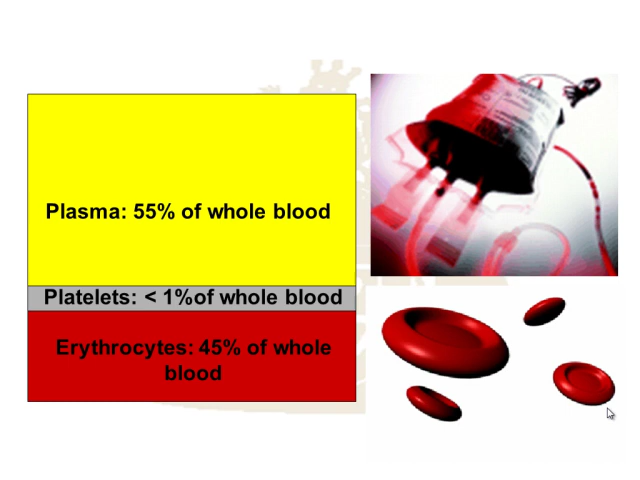 Plasma: 55% of whole blood
Platelets: < 1%of whole blood
Erythrocytes: 45% of whole
blood